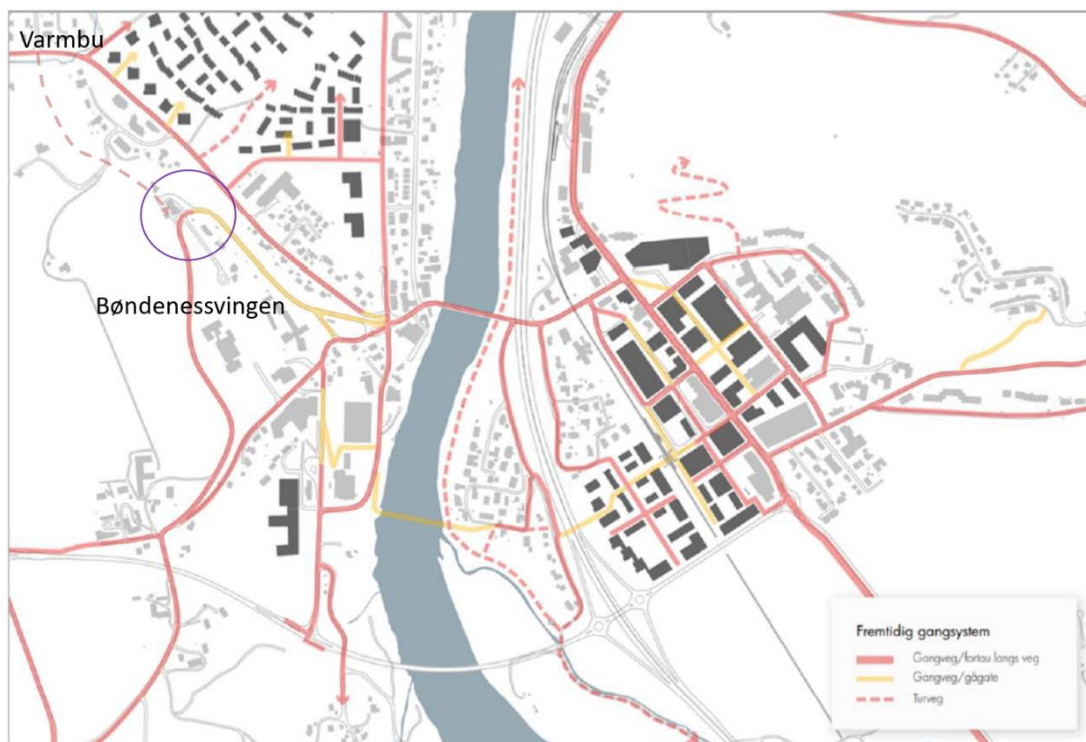 Varmbu
Bøndenessvingen
Fremtidig gangsystem
Gangveg/fortau langs veg
Gangveg/gågate
Turveg